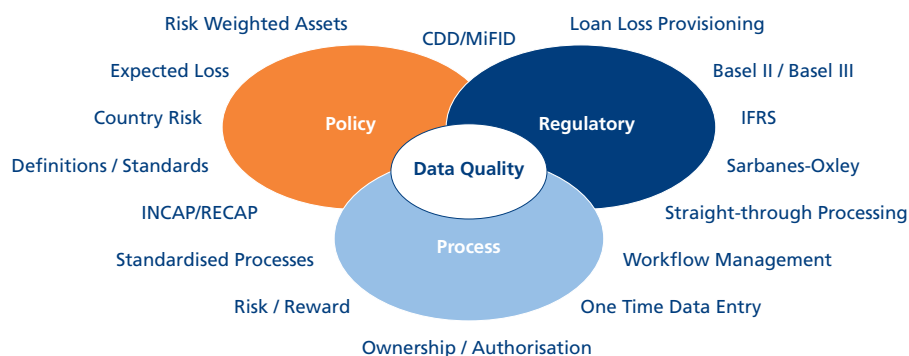 Risk Weighted Assets
CDD/MiFID
Loan Loss Provisioning
Expected Loss
Basel II / Basel III
Country Risk
Policy
Regulatory
IFRS
Definitions / Standards
Data Quality
Sarbanes-Oxley
INCAP/RECAP
Straight-through Processing
Process
Standardised Processes
Workflow Management
Risk / Reward
One Time Data Entry
Ownership / Authorisation